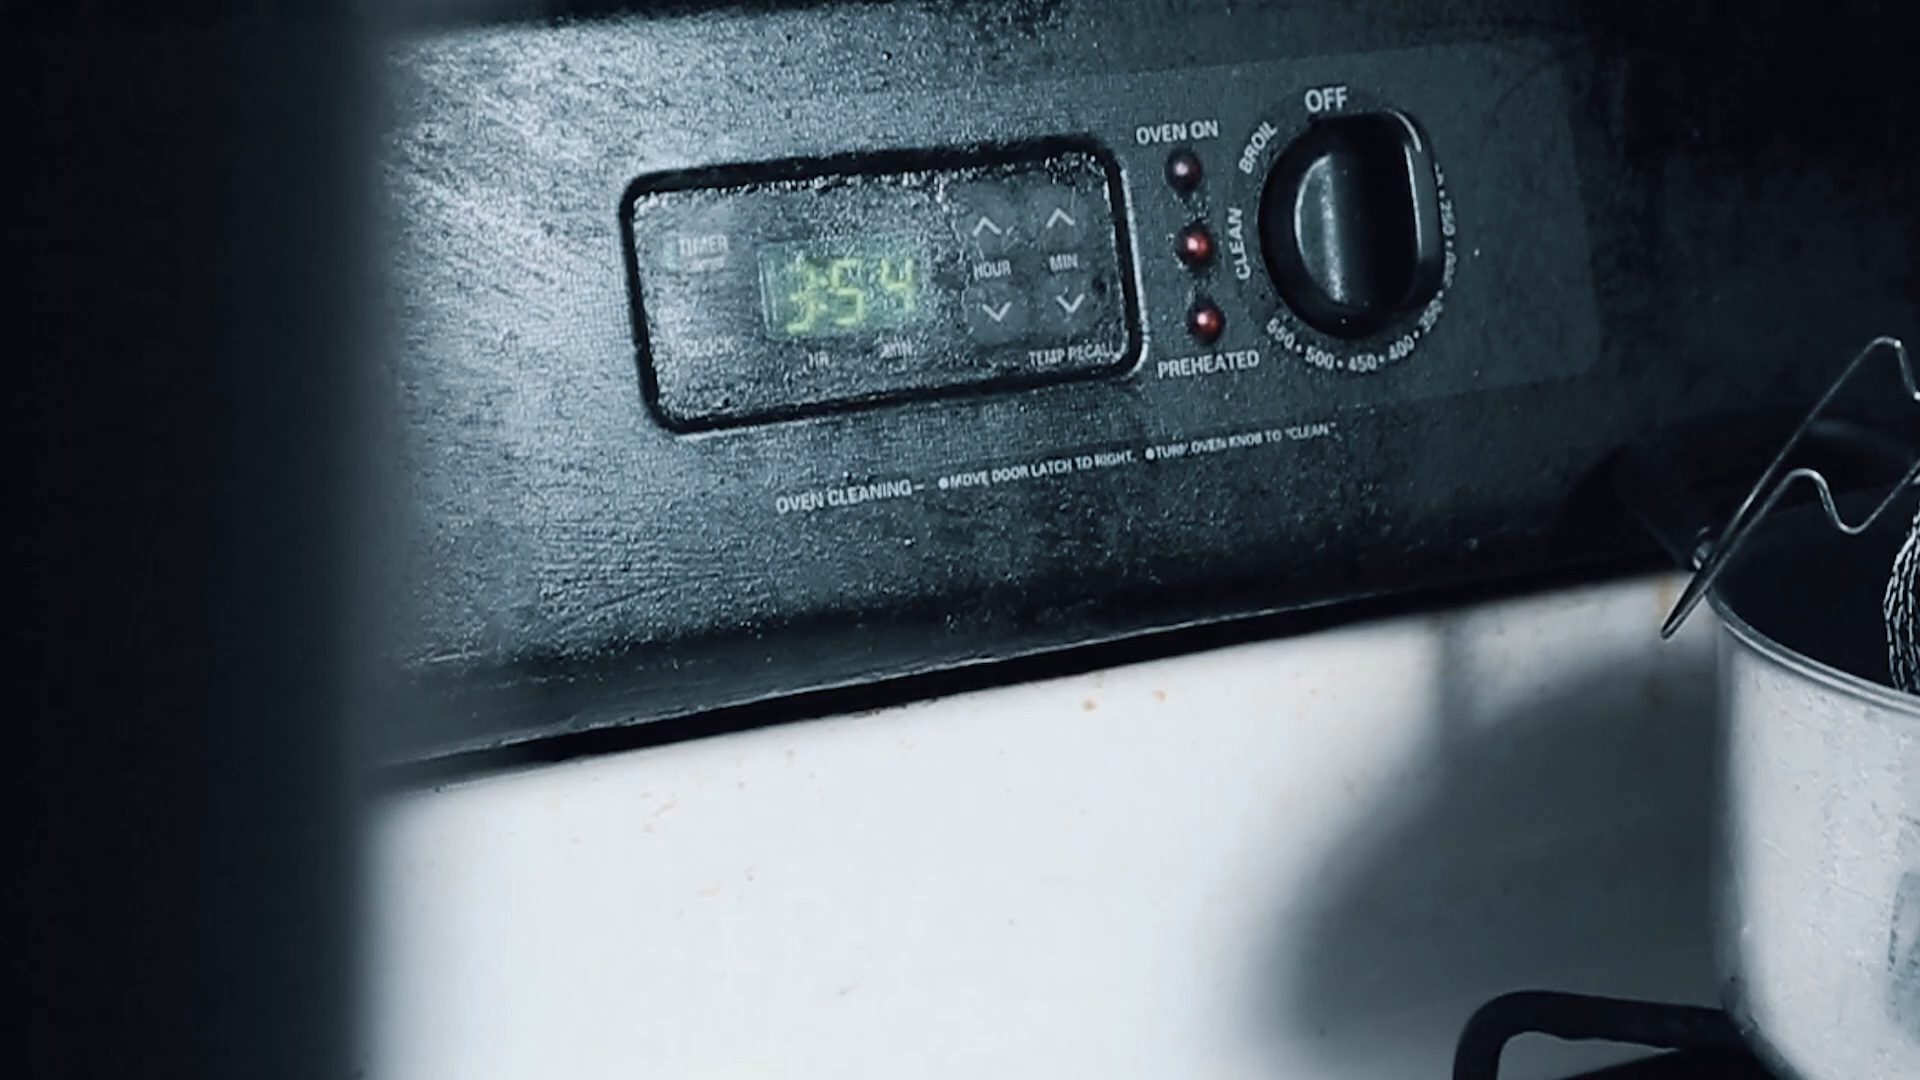 OFF
OVEN ON
BROIL
TIMER
3:54
HOUR
MIN
CLEAN
CLOCK
HR
MIN
TEMP RECALL
PREHEATED
500 • 450 • 400 •
OVEN CLEANING – •MOVE DOOR LATCH TO RIGHT. •TURN OVEN KNOB TO "CLEAN."